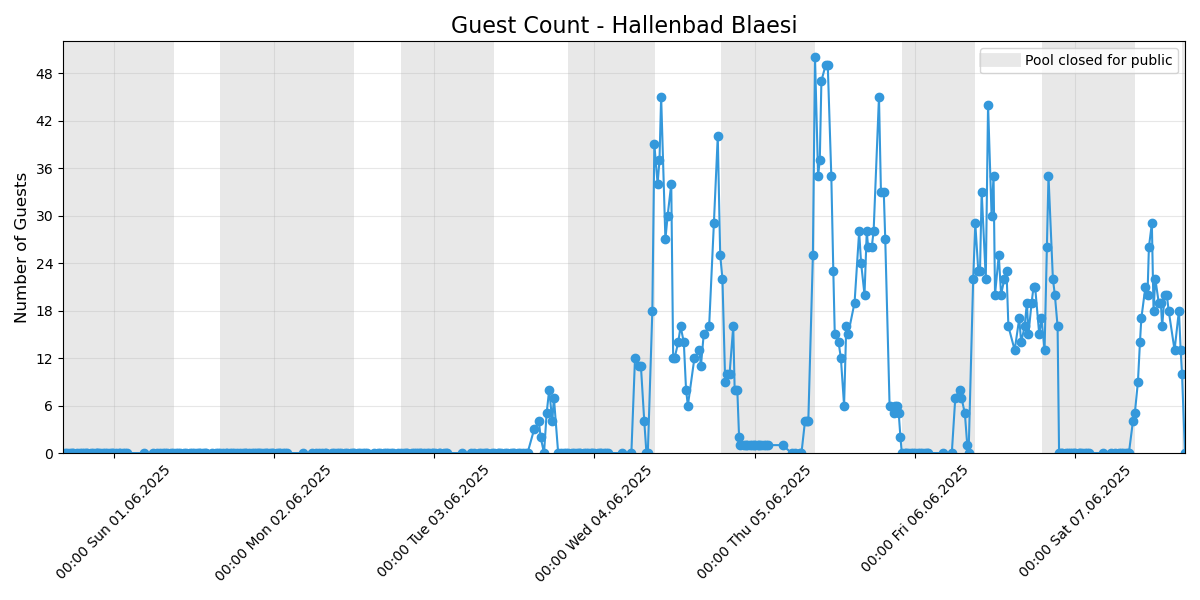 Guest Count - Hallenbad Blaesi
Pool closed for public
Number of Guests
48
42
36
30
24
18
12
6
0
00:00 Sun 01.06.2025
00:00 Mon 02.06.2025
00:00 Tue 03.06.2025
00:00 Wed 04.06.2025
00:00 Thu 05.06.2025
00:00 Fri 06.06.2025
00:00 Sat 07.06.2025